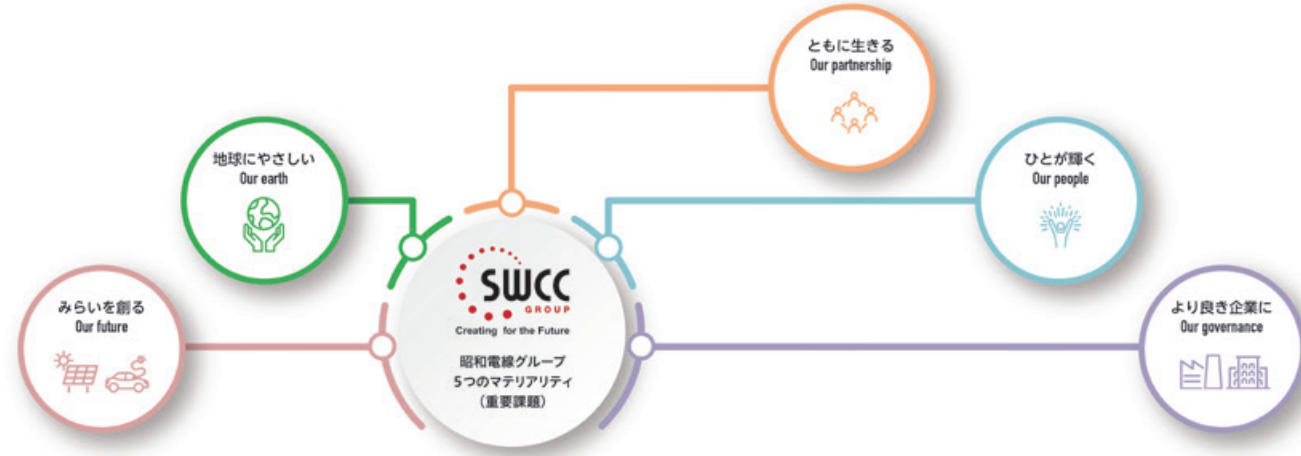 ともに生きる
Our partnership
地球にやさしい
Our earth
ひとが輝く
Our people
みらいを創る
Our future
SWCC
GROUP
Creating for the Future
昭和電線グループ
5つのマテリアリティ
（重要課題）
より良き企業に
Our governance